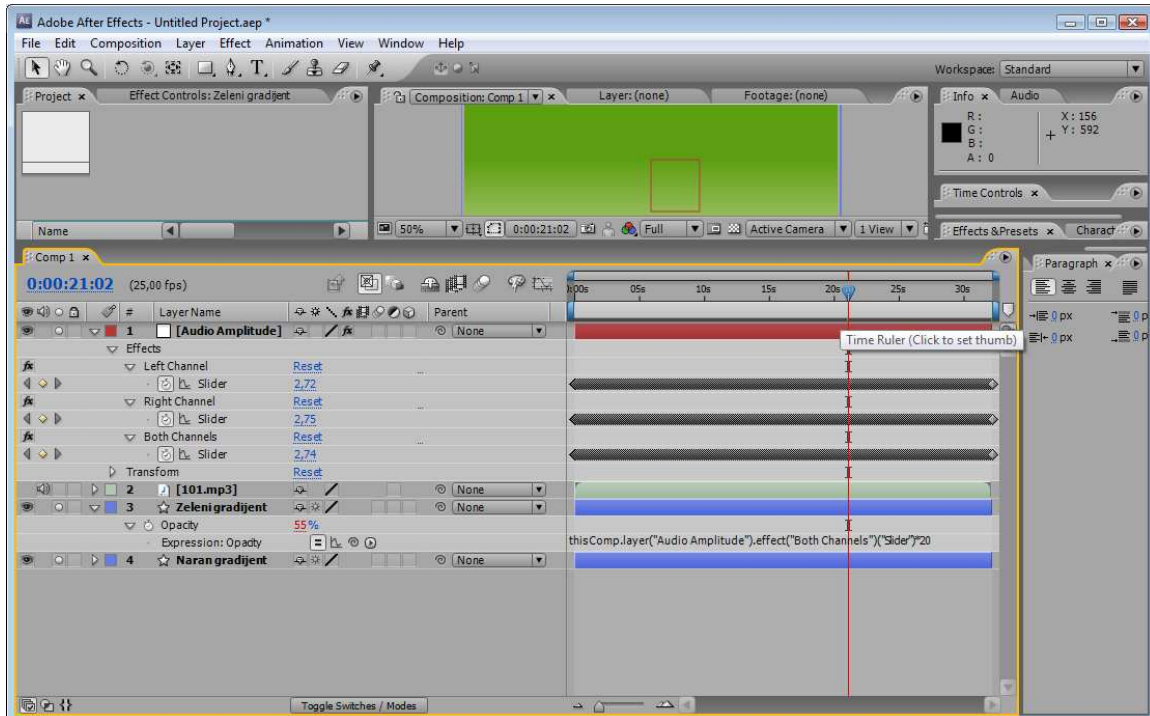 Adobe After Effects - Untitled Project.aep *
File Edit Composition Layer Effect Animation View Window Help
Workspace: Standard
Project × Effect Controls: Zeleni gradijent
Composition: Comp 1 × Layer: (none) Footage: (none)
Info × Audio
R : X : 156
G : Y : 592
B :
A : 0
Time Controls ×
Name
50% 0:00:21:02 Full Active Camera 1 View
Effects & Presets × Charact
Comp 1 ×
Paragraph ×
0:00:21:02 (25,00 fps)
05s 10s 15s 20s 25s 30s
# Layer Name Parent
0 px 0 p
1 [Audio Amplitude] None
Time Ruler (Click to set thumb)
0 px 0 p
Effects
Left Channel Reset
Slider 2,72
Right Channel Reset
Slider 2,75
Both Channels Reset
Slider 2,74
Transform Reset
2 [101.mp3] None
3 Zeleni gradijent None
Opacity 55%
Expression: Opacity thisComp.layer("Audio Amplitude").effect("Both Channels")("Slider")*20
4 Naran gradijent None
Toggle Switches / Modes